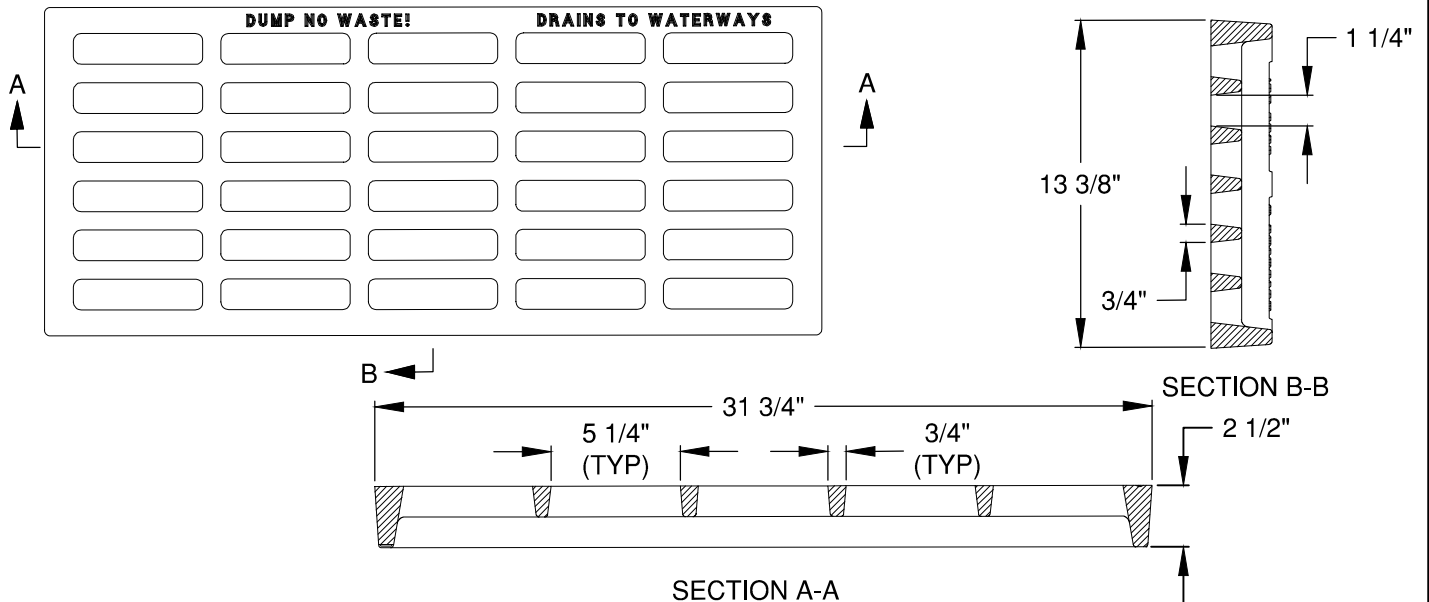 DUMP NO WASTE! DRAINS TO WATERWAYS
A A
B
SECTION B-B
13 3/8"
1 1/4"
3/4"
31 3/4"
5 1/4"
(TYP)
3/4"
(TYP)
2 1/2"
SECTION A-A